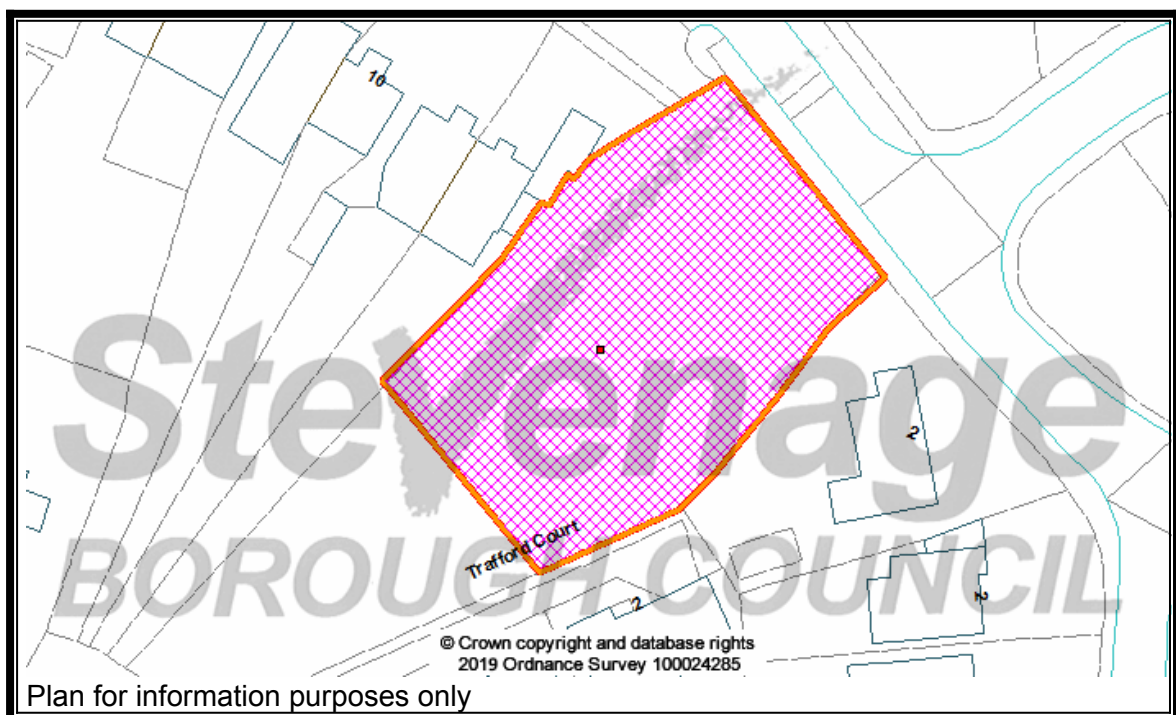 10
Stevenage
BOROUGH COUNCIL
2
Trafford Court
2
2
© Crown copyright and database rights
2019 Ordnance Survey 100024285
Plan for information purposes only